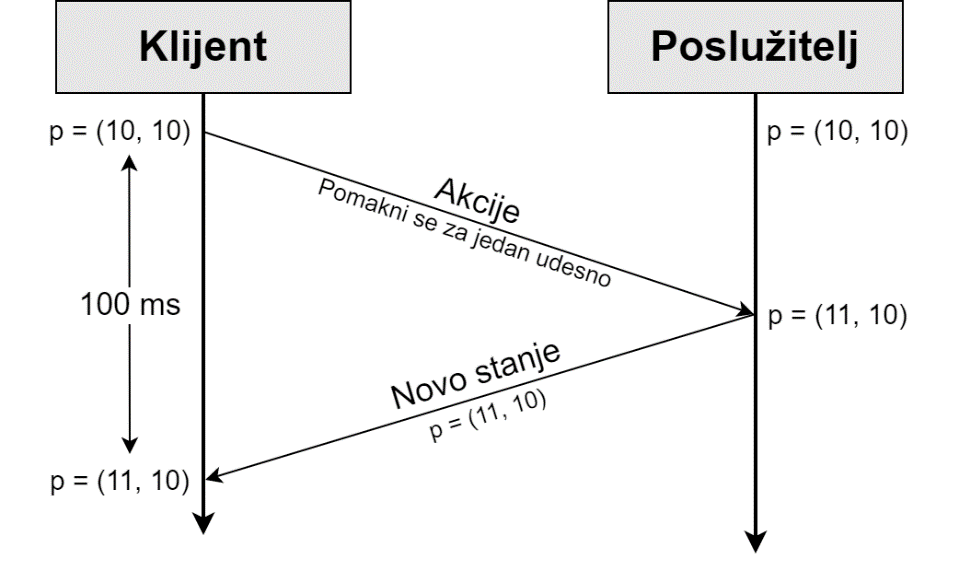 Klijent
Poslužitelj
p = (10, 10)
p = (10, 10)
Akcije
Pomakni se za jedan udesno
100 ms
p = (11, 10)
Novo stanje
p = (11, 10)
p = (11, 10)